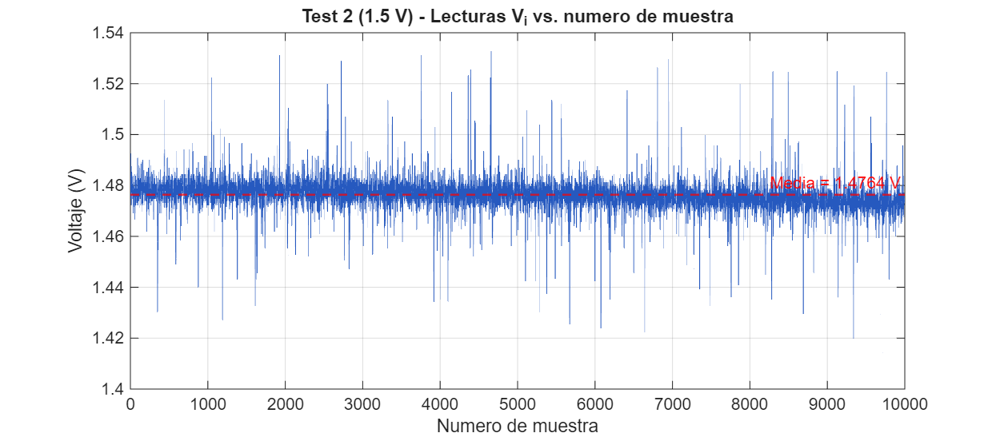 Test 2 (1.5 V) - Lecturas Vi vs. numero de muestra
1.54
1.52
1.5
1.48
1.46
1.44
1.42
1.4
Voltaje (V)
Media = 1.4764 V
0 1000 2000 3000 4000 5000 6000 7000 8000 9000 10000
Numero de muestra